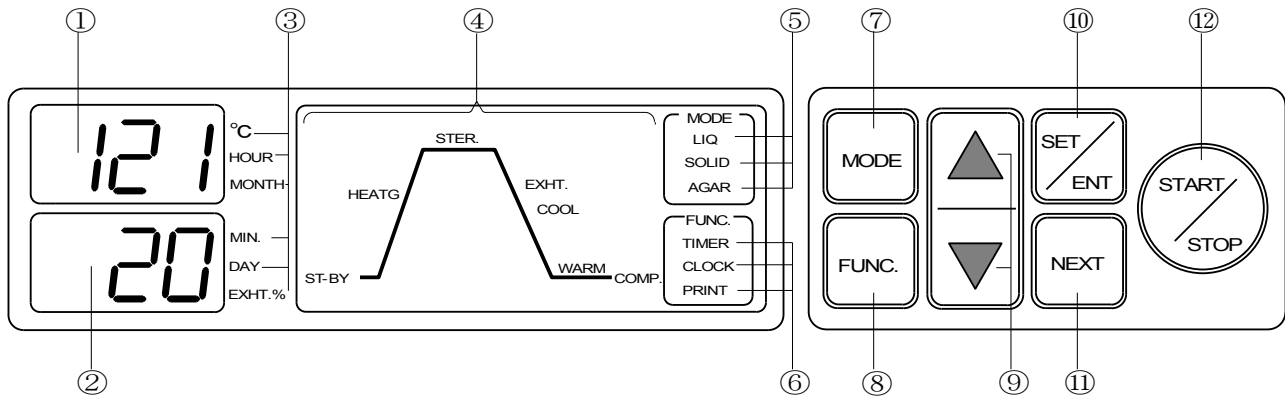 ① ③ ④ ⑤ ⑦ ⑩ ⑫
121
°C
HOUR
MONTH
20
MIN.
DAY
EXHT.%
STER.
HEATG
EXHT.
COOL
ST-BY
WARM
COMP.
MODE
LIQ
SOLID
AGAR
FUNC.
TIMER
CLOCK
PRINT
MODE
FUNC.
SET
ENT
NEXT
START
STOP
② ⑥ ⑧ ⑨ ⑪